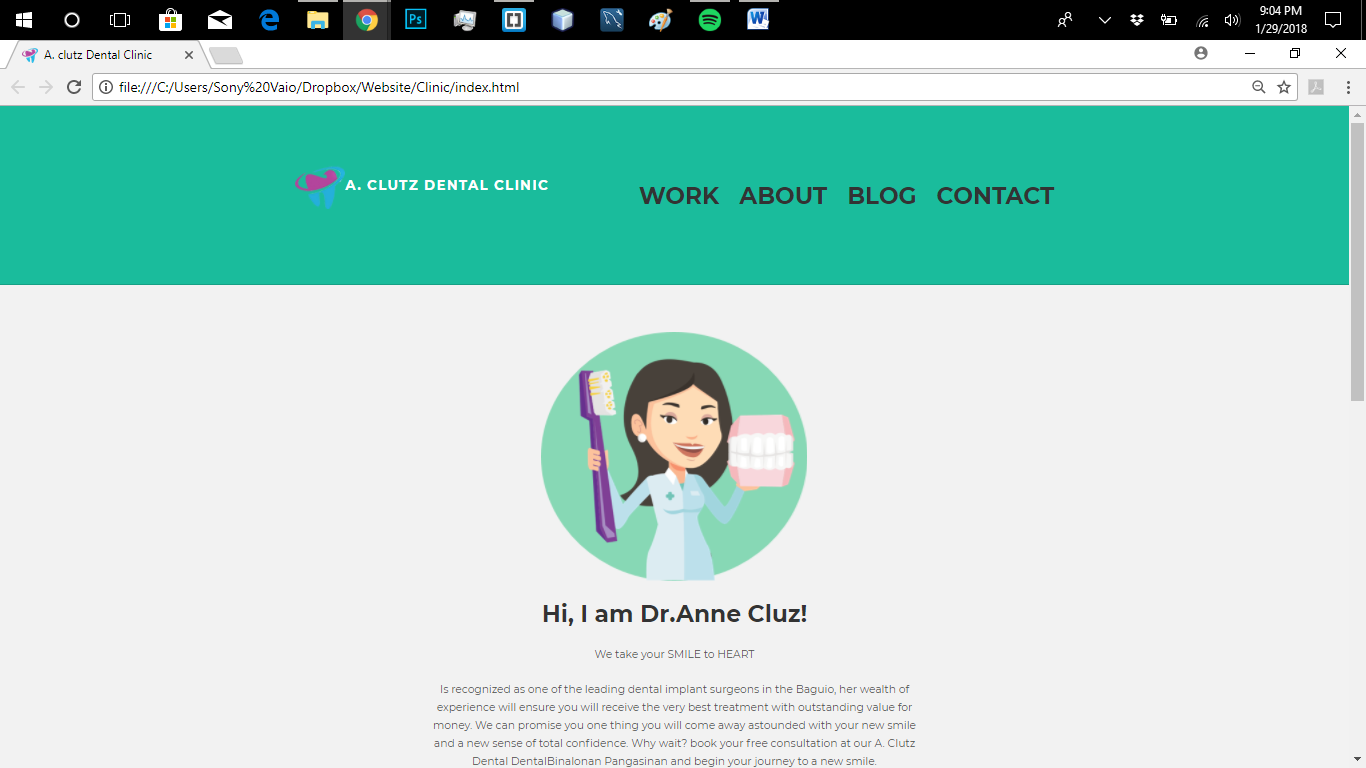 9:04 PM
1/29/2018
A. clutz Dental Clinic
file:///C:/Users/Sony%20Vaio/Dropbox/Website/Clinic/index.html
A. CLUTZ DENTAL CLINIC
WORK ABOUT BLOG CONTACT
Hi, I am Dr.Anne Cluz!
We take your SMILE to HEART
Is recognized as one of the leading dental implant surgeons in the Baguio, her wealth of
experience will ensure you will receive the very best treatment with outstanding value for
money. We can promise you one thing you will come away astounded with your new smile
and a new sense of total confidence. Why wait? book your free consultation at our A. Clutz
Dental DentalBinalonan Pangasinan and begin your journey to a new smile.